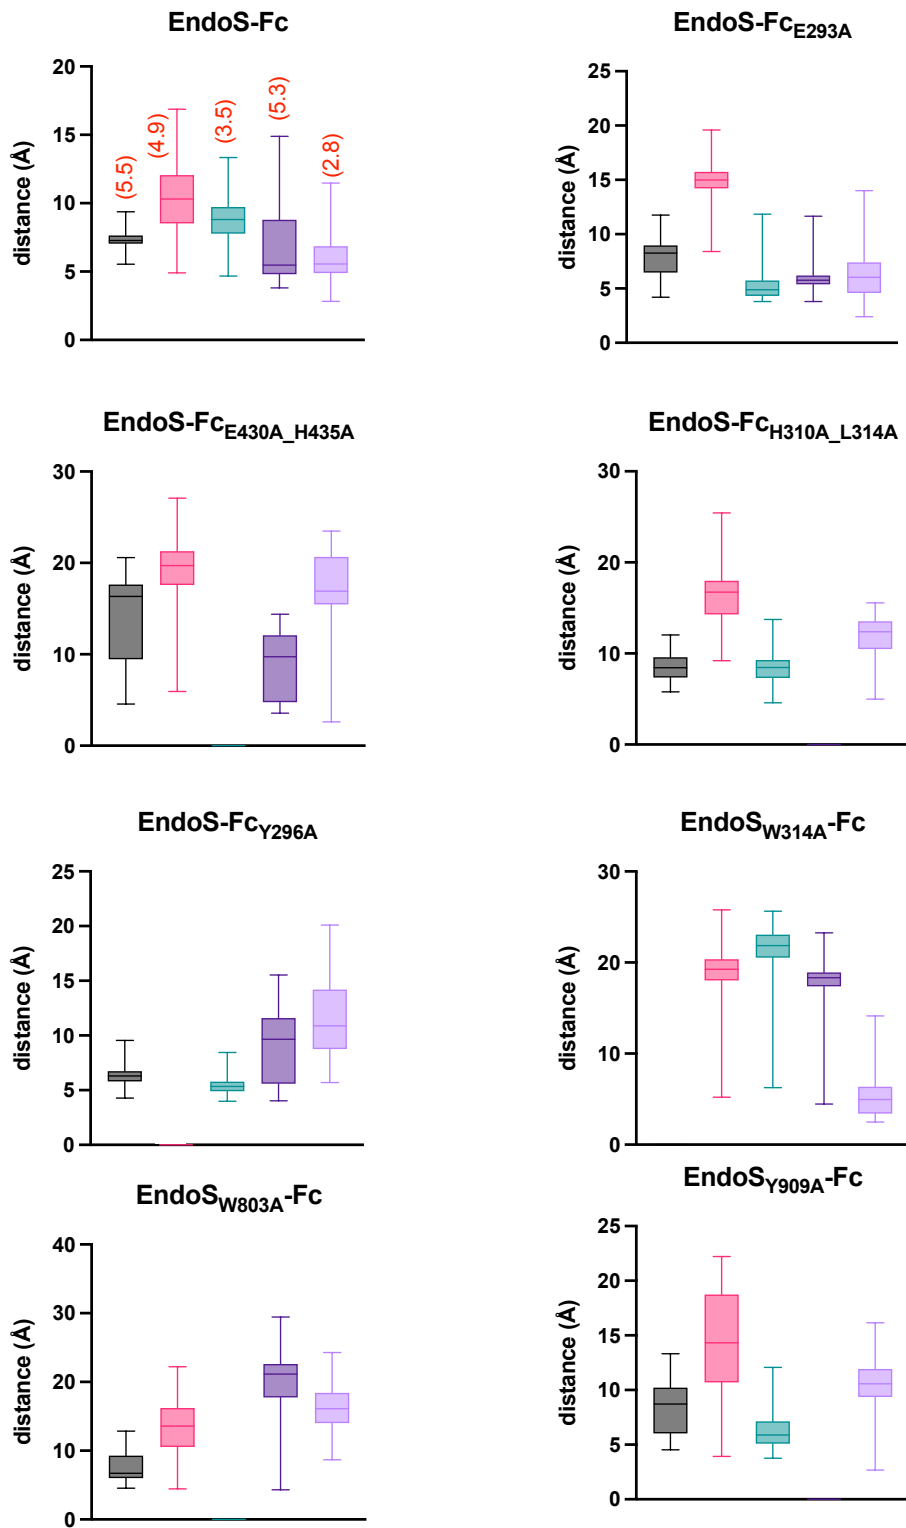 EndoS-Fc
distance (Å)
20
15
10
5
0
(5.5)
(4.9)
(3.5)
(5.3)
(2.8)
EndoS-FcE293A
distance (Å)
25
20
15
10
5
0
EndoS-FcE430A_H435A
distance (Å)
30
20
10
0
EndoS-FcH310A_L314A
distance (Å)
30
20
10
0
EndoS-FcY296A
distance (Å)
25
20
15
10
5
0
EndoSW314A-Fc
distance (Å)
30
20
10
0
EndoSW803A-Fc
distance (Å)
40
30
20
10
0
EndoSY909A-Fc
distance (Å)
25
20
15
10
5
0